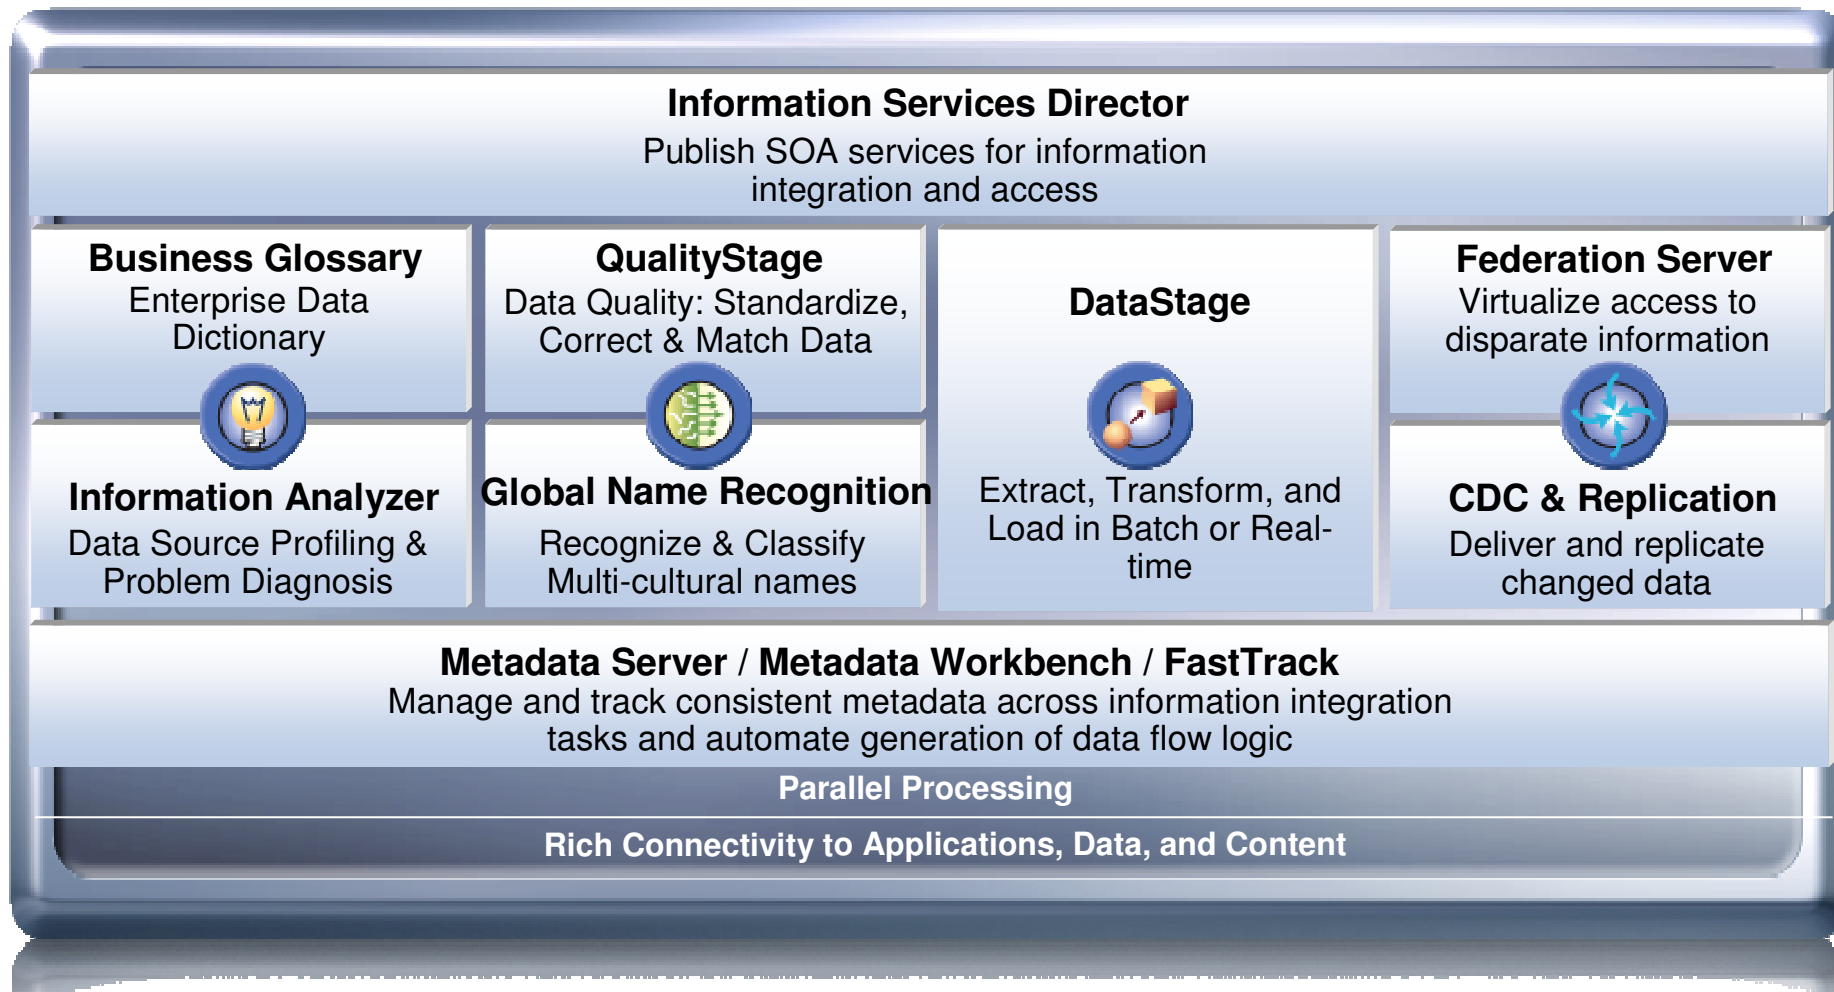 Information Services Director
Publish SOA services for information
integration and access
Business Glossary
Enterprise Data
Dictionary
Information Analyzer
Data Source Profiling &
Problem Diagnosis
QualityStage
Data Quality: Standardize,
Correct & Match Data
Global Name Recognition
Recognize & Classify
Multi-cultural names
DataStage
Extract, Transform, and
Load in Batch or Real-
time
Federation Server
Virtualize access to
disparate information
CDC & Replication
Deliver and replicate
changed data
Metadata Server / Metadata Workbench / FastTrack
Manage and track consistent metadata across information integration
tasks and automate generation of data flow logic
Parallel Processing
Rich Connectivity to Applications, Data, and Content